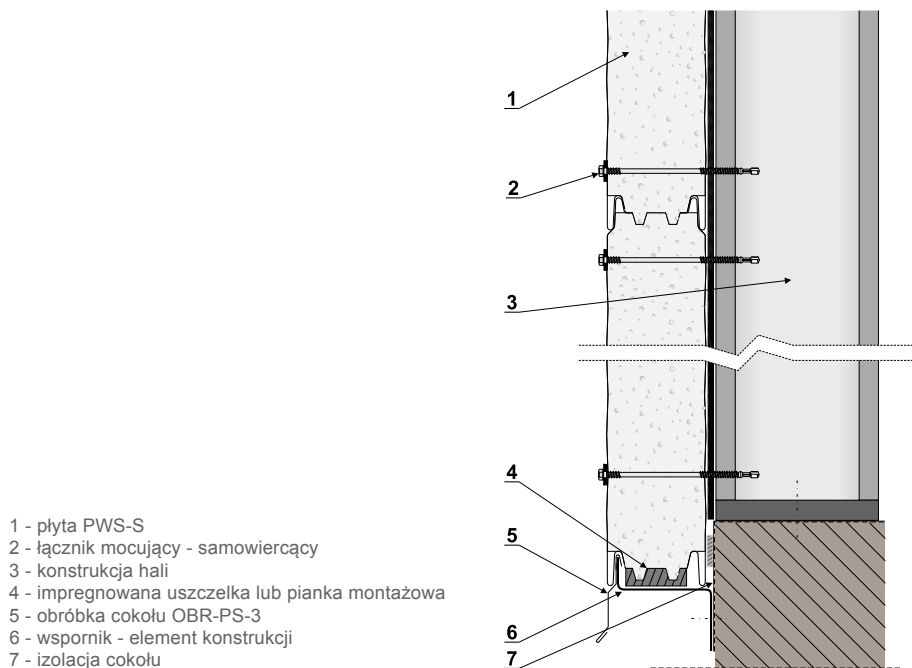 1
2
3
4
5
6
7
1 - płyta PWS-S
2 - łącznik mocujący - samowiercący
3 - konstrukcja hali
4 - impregnowana uszczelka lub pianka montażowa
5 - obróbka cokołu OBR-PS-3
6 - wspornik - element konstrukcji
7 - izolacja cokołu